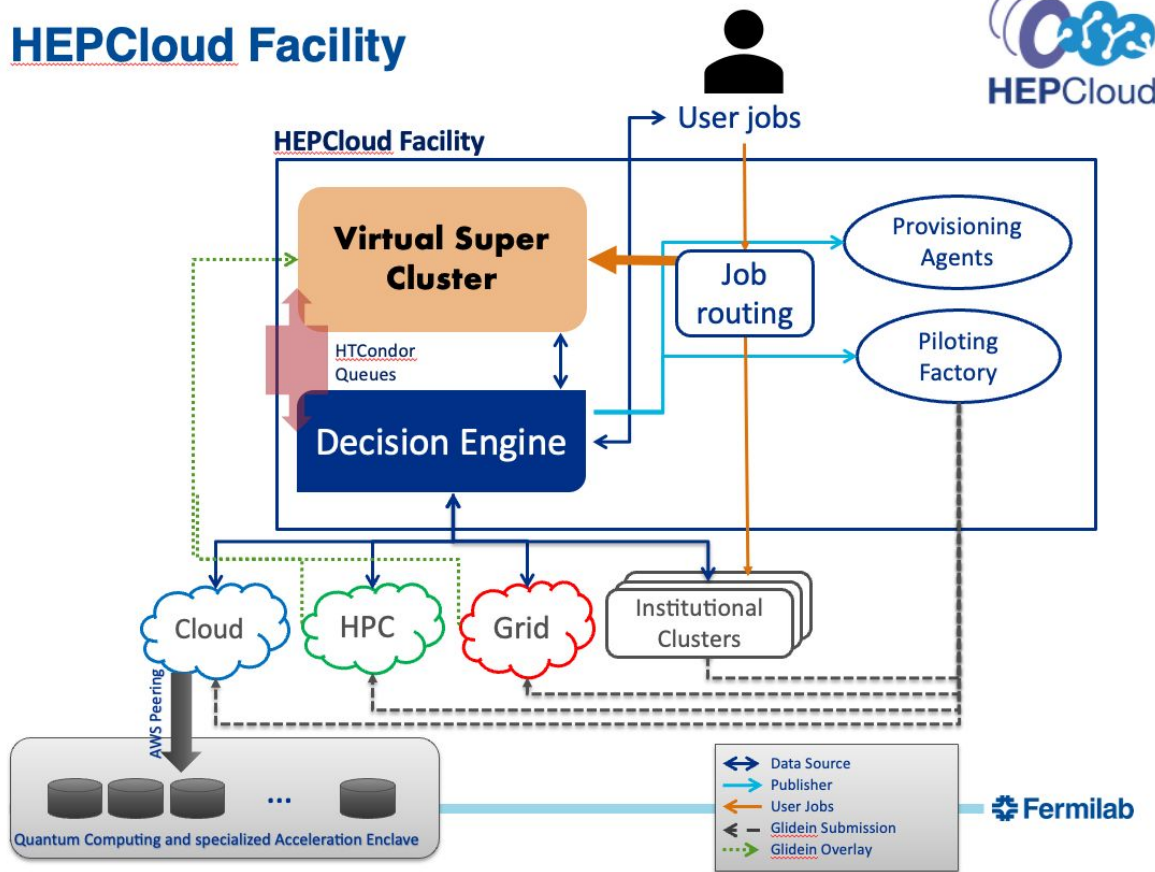 HEPCloud Facility
HEPCloud
User jobs
HEPCloud Facility
Virtual Super
Cluster
Provisioning
Agents
Job
routing
HTCondor
Queues
Piloting
Factory
Decision Engine
Cloud
HPC
Grid
Institutional
Clusters
AWS Peering
...
Quantum Computing and specialized Acceleration Enclave
Data Source
Publisher
User Jobs
Glidein Submission
Glidein Overlay
Fermilab